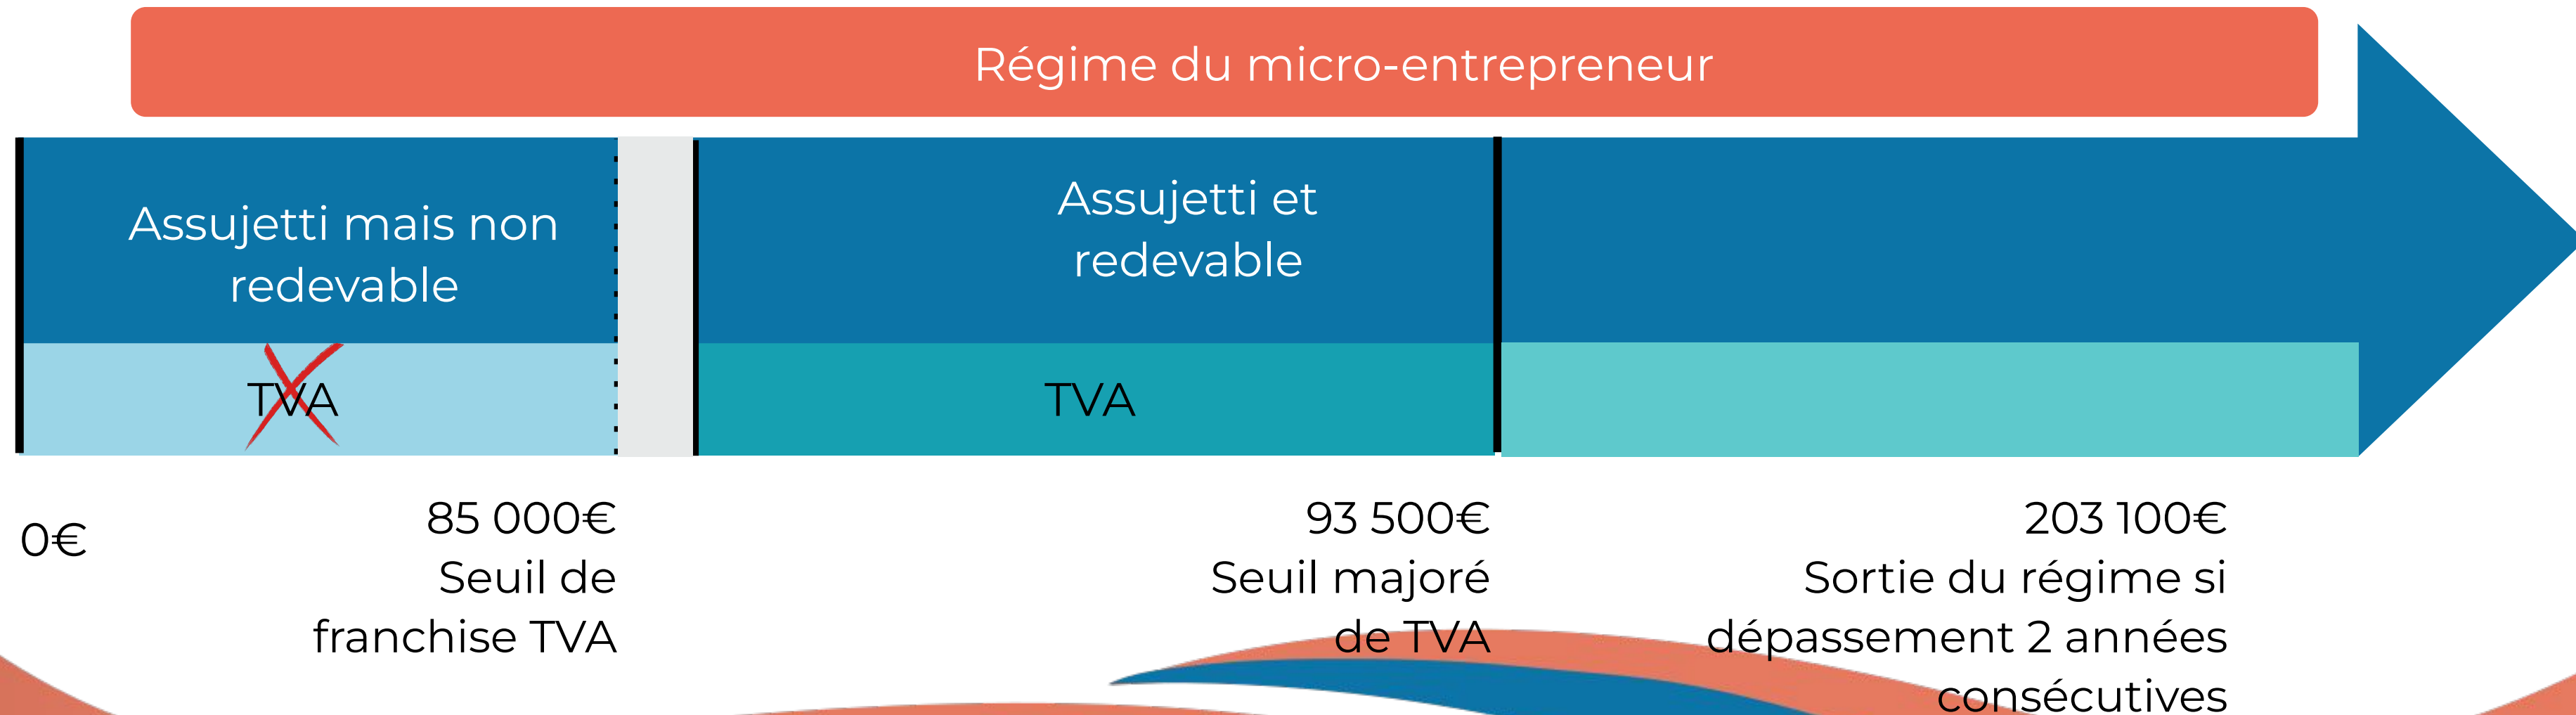 Régime du micro-entrepreneur
Assujetti mais non
redevable
Assujetti et
redevable
TVA
TVA
0€
85 000€
Seuil de
franchise TVA
93 500€
Seuil majoré
de TVA
203 100€
Sortie du régime si
dépassement 2 années
consécutives